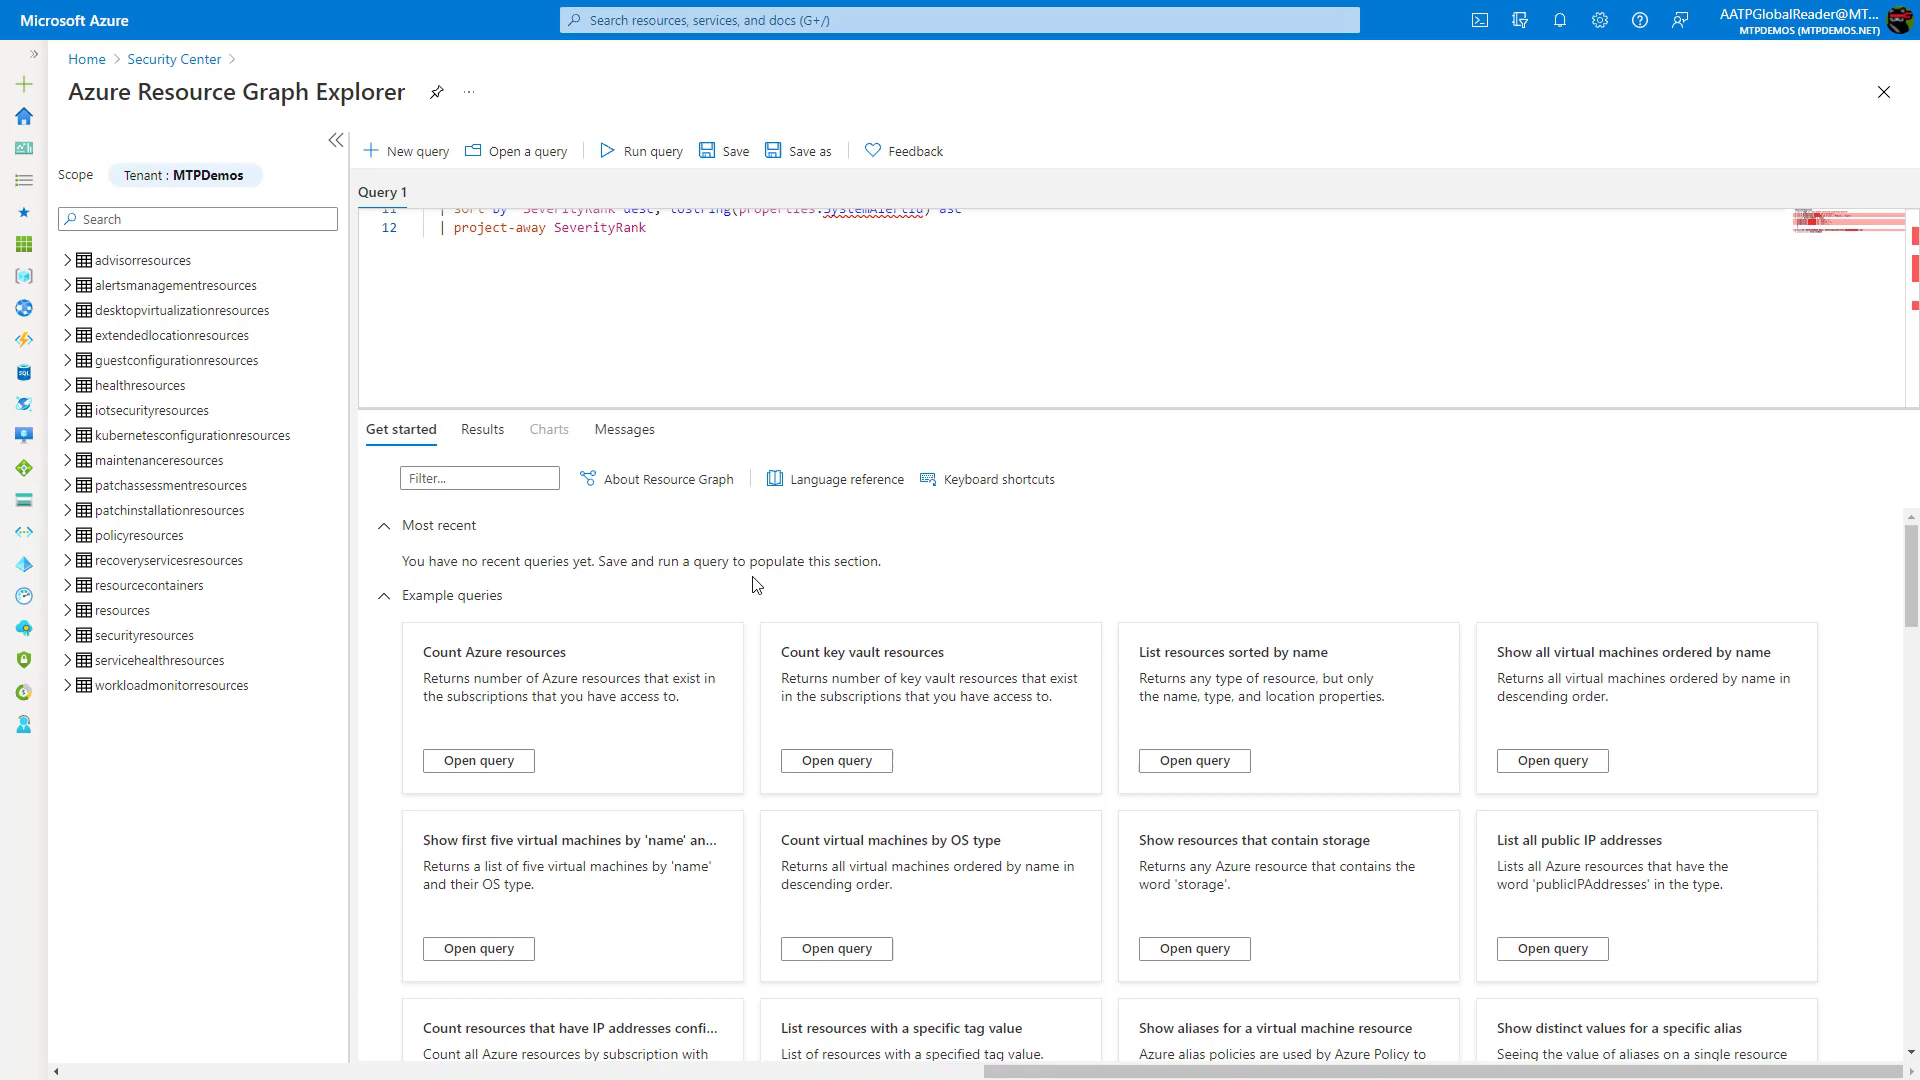 Microsoft Azure
Search resources, services, and docs (G+/)
AATPGlobalReader@MT...
MTPDEMOS (MTPDEMOS.NET)
Home > Security Center >
Azure Resource Graph Explorer
...
New query
Open a query
Run query
Save
Save as
Feedback
Scope
Tenant : MTPDemos
Search
advisorresources
alertsmanagementresources
desktopvirtualizationresources
extendedlocationresources
guestconfigurationresources
healthresources
iotsecurityresources
kubernetesconfigurationresources
maintenanceresources
patchassessmentresources
patchinstallationresources
policyresources
recoveryservicesresources
resourcecontainers
resources
securityresources
servicehealthresources
workloadmonitorresources
Query 1
11 | sort by SeverityRank desc, tostring(properties.SystemAlertId) asc
12 | project-away SeverityRank
Get started
Results
Charts
Messages
Filter...
About Resource Graph
Language reference
Keyboard shortcuts
Most recent
You have no recent queries yet. Save and run a query to populate this section.
Example queries
Count Azure resources
Returns number of Azure resources that exist in
the subscriptions that you have access to.
Open query
Count key vault resources
Returns number of key vault resources that exist
in the subscriptions that you have access to.
Open query
List resources sorted by name
Returns any type of resource, but only
the name, type, and location properties.
Open query
Show all virtual machines ordered by name
Returns all virtual machines ordered by name in
descending order.
Open query
Show first five virtual machines by 'name' an...
Returns a list of five virtual machines by 'name'
and their OS type.
Open query
Count virtual machines by OS type
Returns all virtual machines ordered by name in
descending order.
Open query
Show resources that contain storage
Returns any Azure resource that contains the
word 'storage'.
Open query
List all public IP addresses
Lists all Azure resources that have the
word 'publicIPAddresses' in the type.
Open query
Count resources that have IP addresses confi...
Count all Azure resources by subscription with
List resources with a specific tag value
List of resources with a specified tag value.
Show aliases for a virtual machine resource
Azure alias policies are used by Azure Policy to
Show distinct values for a specific alias
Seeing the value of aliases on a single resource